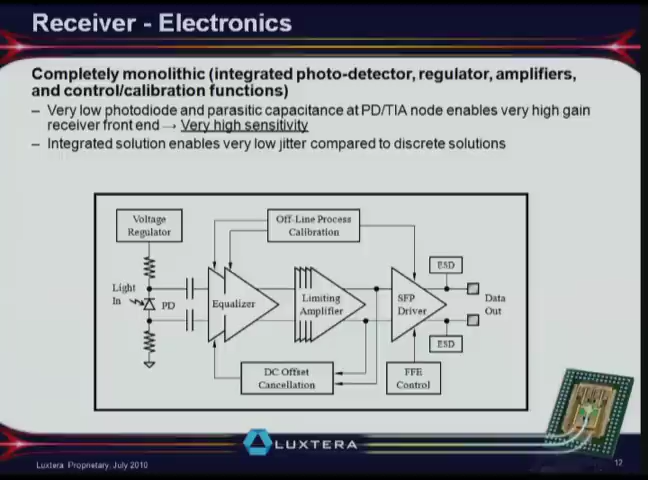 Receiver - Electronics
Completely monolithic (integrated photo-detector, regulator, amplifiers,
and control/calibration functions)
– Very low photodiode and parasitic capacitance at PD/TIA node enables very high gain
receiver front end → Very high sensitivity
– Integrated solution enables very low jitter compared to discrete solutions
Voltage
Regulator
Off-Line Process
Calibration
Light
In
PD
Equalizer
Limiting
Amplifier
SFP
Driver
ESD
Data
Out
ESD
DC Offset
Cancellation
FFE
Control
LUXTERA
Luxtera Proprietary, July 2010
12